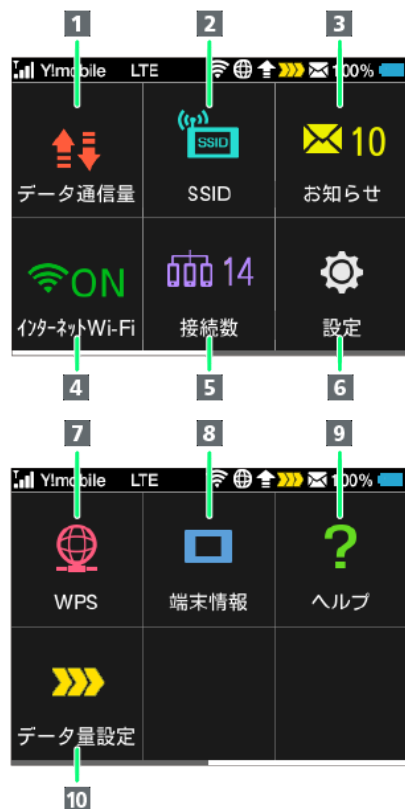 1 2 3
Y!mobile LTE 100%
SSID
10
データ通信量 SSID お知らせ
ON 14
インターネットWi-Fi 接続数 設定
4 5 6
7 8 9
Y!mobile LTE 100%
?
WPS 端末情報 ヘルプ
データ量設定
10